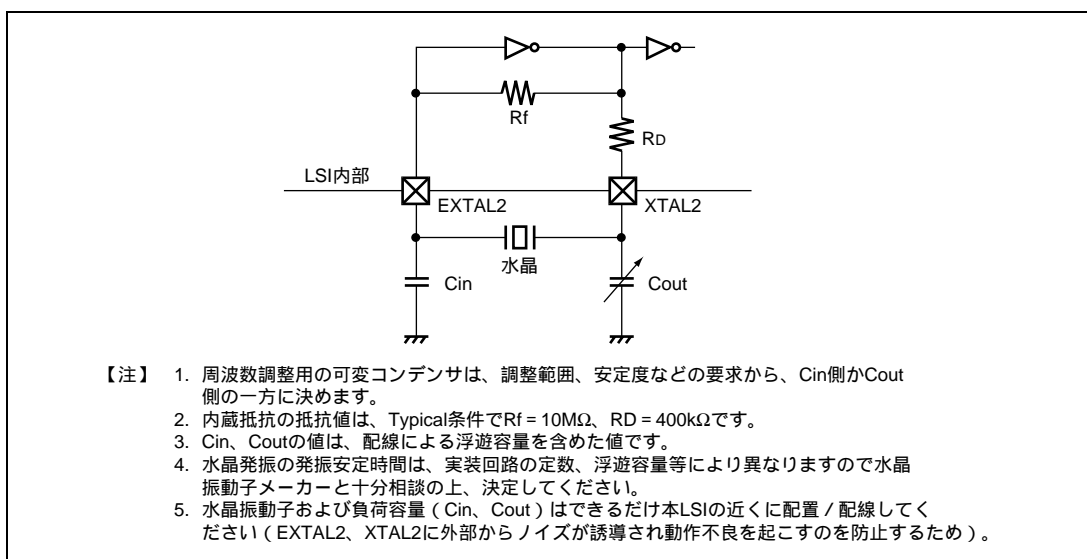 Rf
RD
LSI内部
EXTAL2
XTAL2
水晶
Cin
Cout
【注】 1. 周波数調整用の可変コンデンサは、調整範囲、安定度などの要求から、Cin側かCout
側の一方に決めます。
2. 内蔵抵抗の抵抗値は、Typical条件でRf = 10MΩ、RD = 400kΩです。
3. Cin、Coutの値は、配線による浮遊容量を含めた値です。
4. 水晶発振の発振安定時間は、実装回路の定数、浮遊容量等により異なりますので水晶
振動子メーカーと十分相談の上、決定してください。
5. 水晶振動子および負荷容量（Cin、Cout）はできるだけ本LSIの近くに配置／配線してく
ださい（EXTAL2、XTAL2に外部からノイズが誘導され動作不良を起こすのを防止するため）。